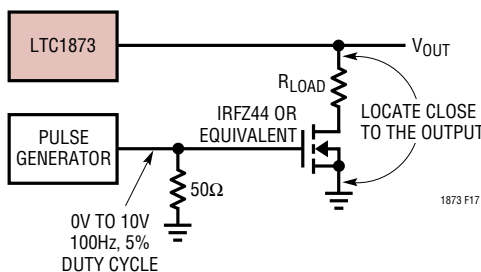 LTC1873
VOUT
RLOAD
IRFZ44 OR
EQUIVALENT
LOCATE CLOSE
TO THE OUTPUT
PULSE
GENERATOR
50Ω
0V TO 10V
100Hz, 5%
DUTY CYCLE
1873 F17